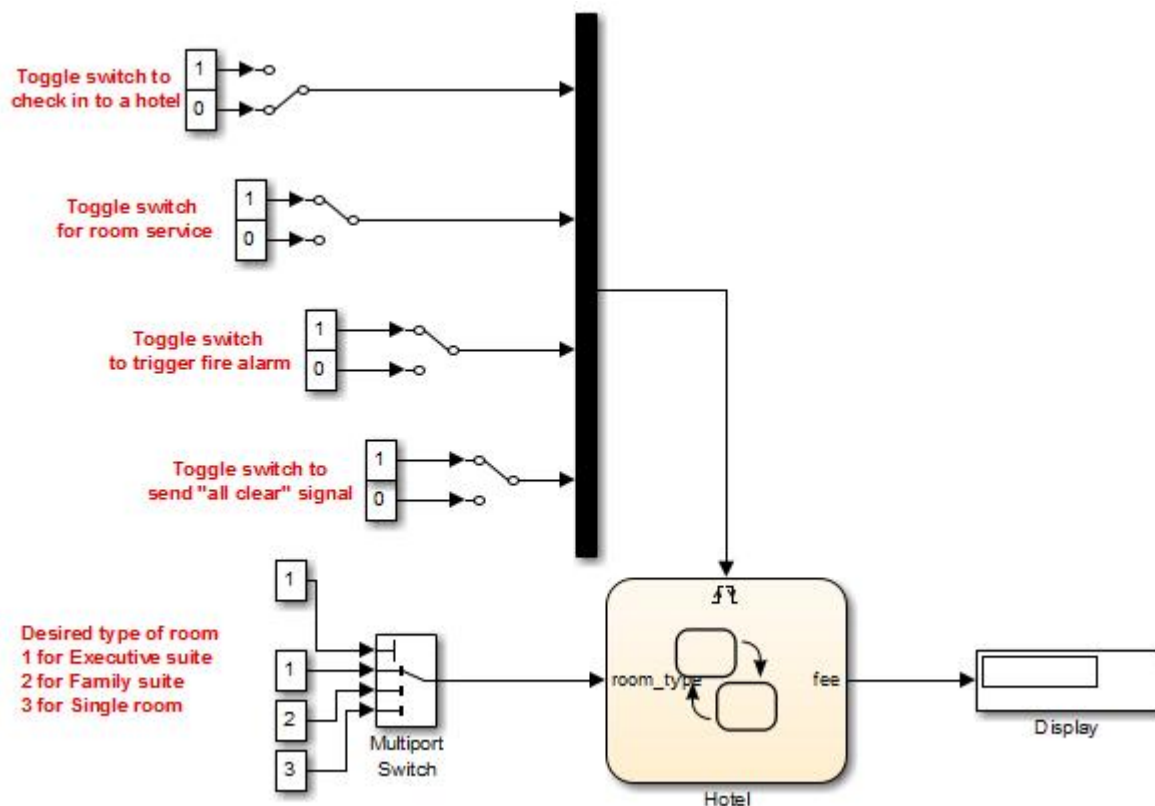 Toggle switch to
check in to a hotel
1
0
Toggle switch
for room service
1
0
Toggle switch
to trigger fire alarm
1
0
Toggle switch to
send "all clear" signal
1
0
Desired type of room
1 for Executive suite
2 for Family suite
3 for Single room
1
1
2
3
Multiport
Switch
room_type
fee
Hotel
Display